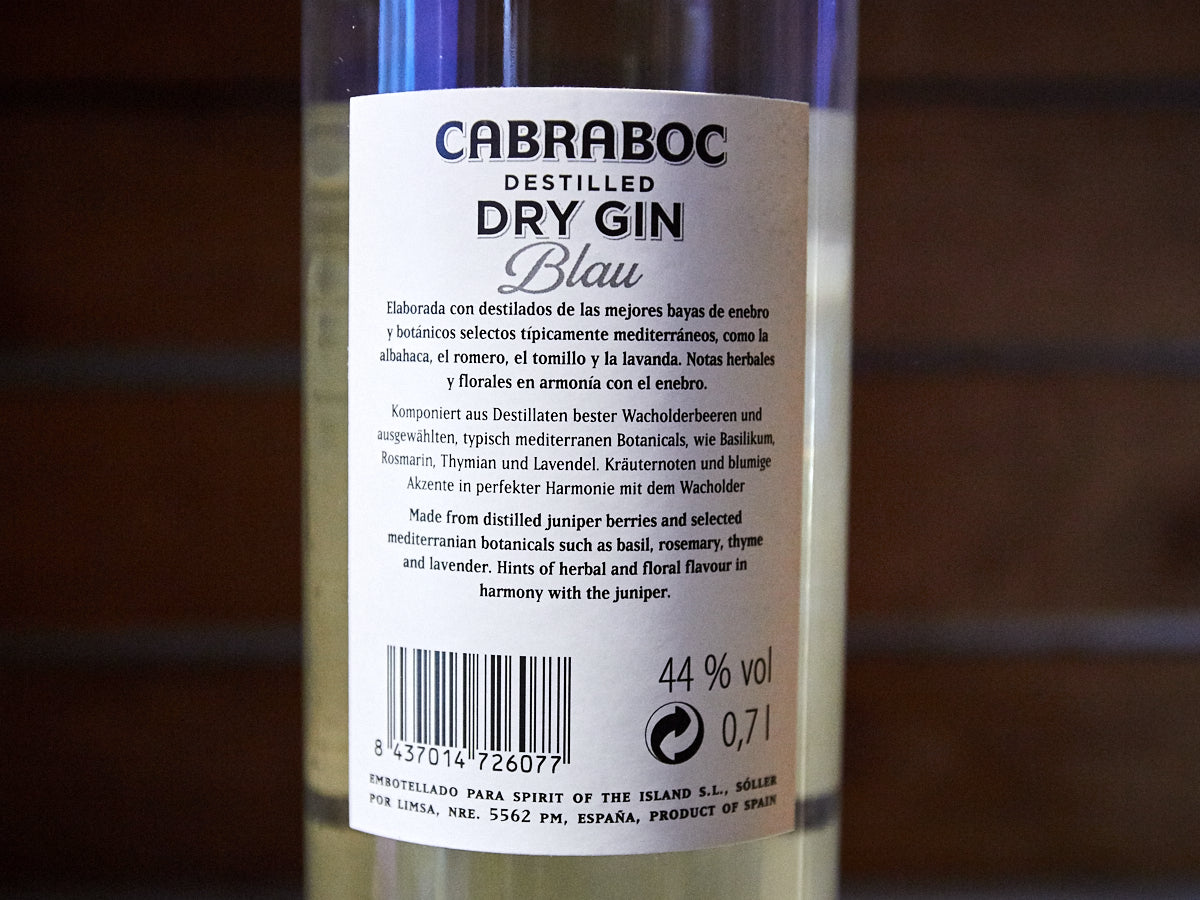 CABRABOC
DESTILLED
DRY GIN
Blau
Elaborada con destilados de las mejores bayas de enebro
y botánicos selectos típicamente mediterráneos, como la
albahaca, el romero, el tomillo y la lavanda. Notas herbales
y florales en armonía con el enebro.
Komponiert aus Destillaten bester Wacholderbeeren und
ausgewählten, typisch mediterranen Botanicals, wie Basilikum,
Rosmarin, Thymian und Lavendel. Kräuternoten und blumige
Akzente in perfekter Harmonie mit dem Wacholder
Made from distilled juniper berries and selected
mediterranian botanicals such as basil, rosemary, thyme
and lavender. Hints of herbal and floral flavour in
harmony with the juniper.
44 % vol
0,7 l
8 437014 726077
EMBOTELLADO PARA SPIRIT OF THE ISLAND S.L., SÓLLER
POR LIMSA, NRE. 5562 PM, ESPAÑA, PRODUCT OF SPAIN